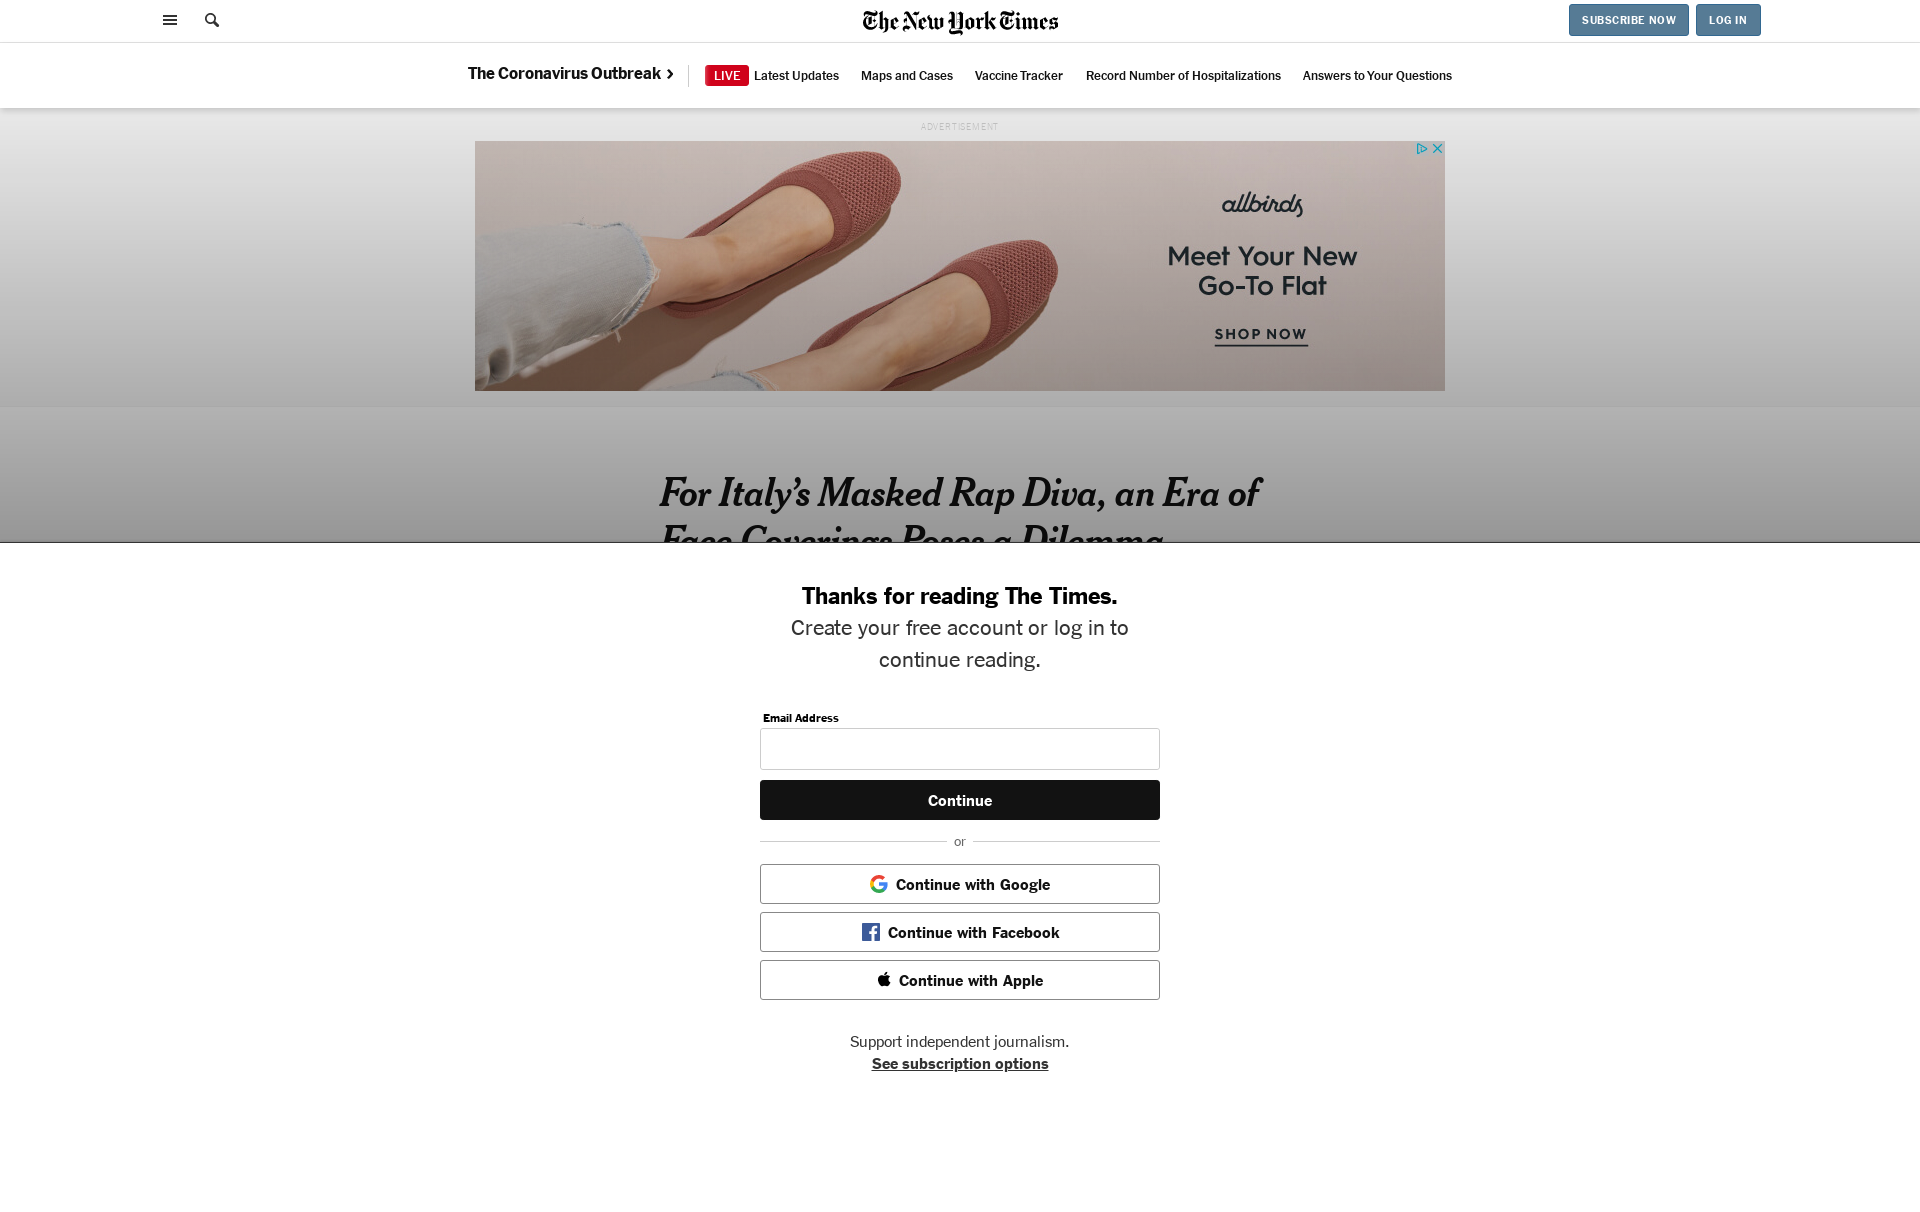 The New York Times
SUBSCRIBE NOW
LOG IN
The Coronavirus Outbreak ›
LIVE Latest Updates
Maps and Cases
Vaccine Tracker
Record Number of Hospitalizations
Answers to Your Questions
ADVERTISEMENT
allbirds
Meet Your New
Go-To Flat
SHOP NOW
For Italy’s Masked Rap Diva, an Era of
Face Coverings Poses a Dilemma
Thanks for reading The Times.
Create your free account or log in to
continue reading.
Email Address
Continue
or
Continue with Google
Continue with Facebook
Continue with Apple
Support independent journalism.
See subscription options